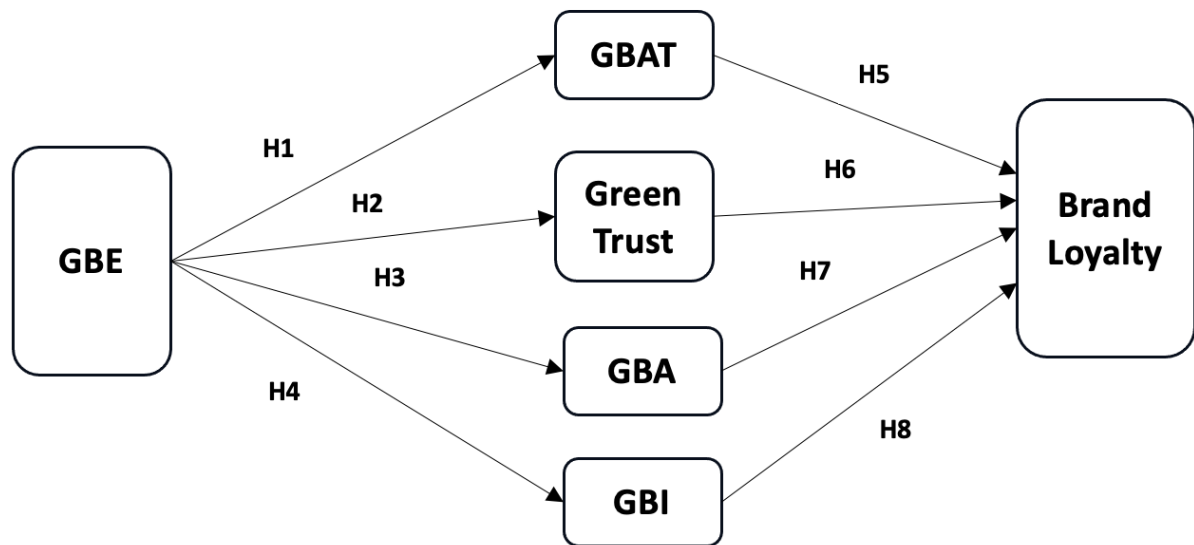 GBAT
H5
H1
H6
H2
Green
Trust
Brand
Loyalty
GBE
H3
H7
GBA
H4
H8
GBI